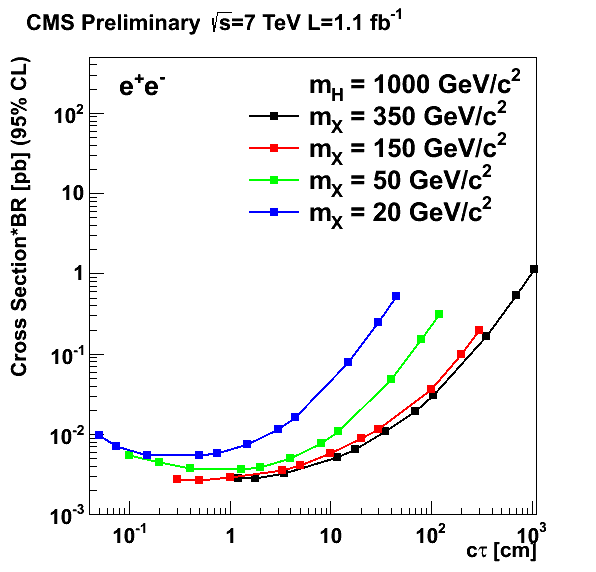 CMS Preliminary √s=7 TeV L=1.1 fb⁻¹
Cross Section*BR [pb] (95% CL)
e⁺e⁻
m_H = 1000 GeV/c²
m_X = 350 GeV/c²
m_X = 150 GeV/c²
m_X = 50 GeV/c²
m_X = 20 GeV/c²
10²
10
1
10⁻¹
10⁻²
10⁻³
10⁻¹ 1 10 10² 10³
cτ [cm]